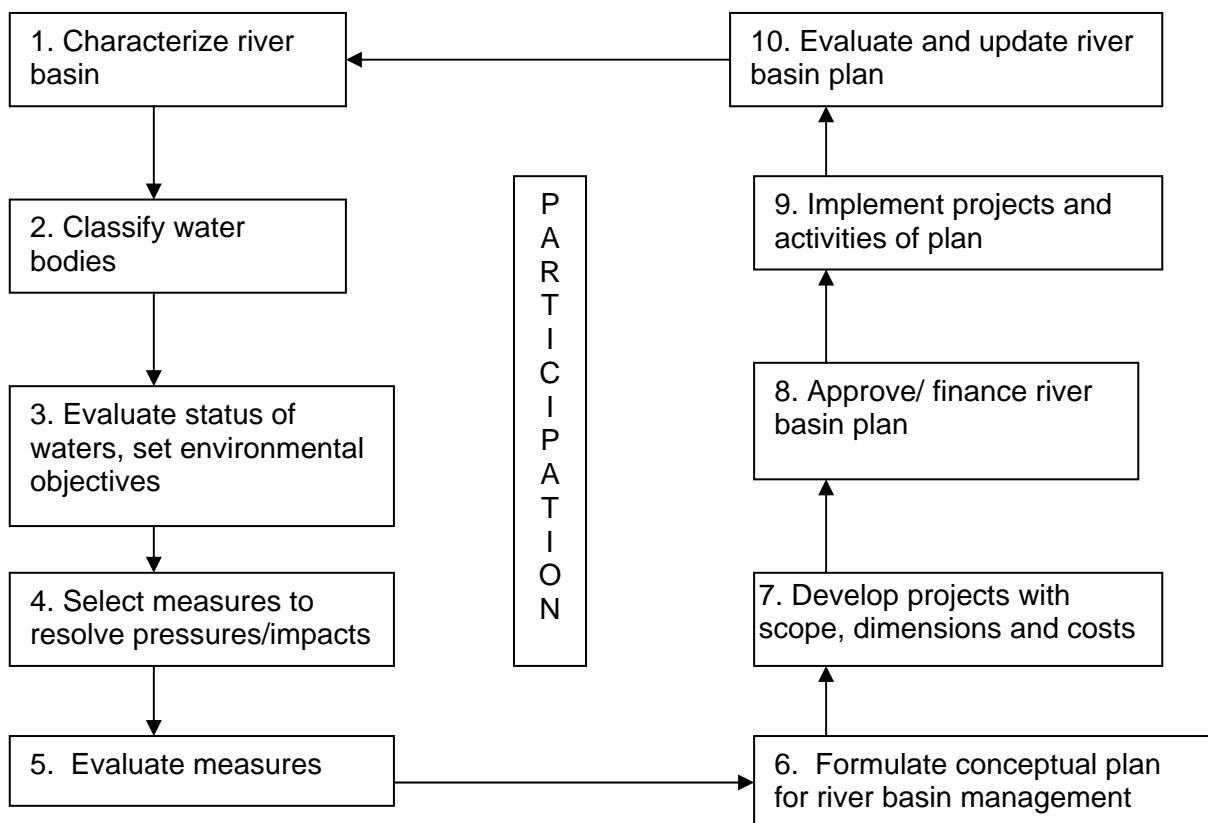 1. Characterize river
basin
2. Classify water
bodies
3. Evaluate status of
waters, set environmental
objectives
4. Select measures to
resolve pressures/impacts
5. Evaluate measures
P
A
R
T
I
C
I
P
A
T
I
O
N
6. Formulate conceptual plan
for river basin management
7. Develop projects with
scope, dimensions and costs
8. Approve/ finance river
basin plan
9. Implement projects and
activities of plan
10. Evaluate and update river
basin plan